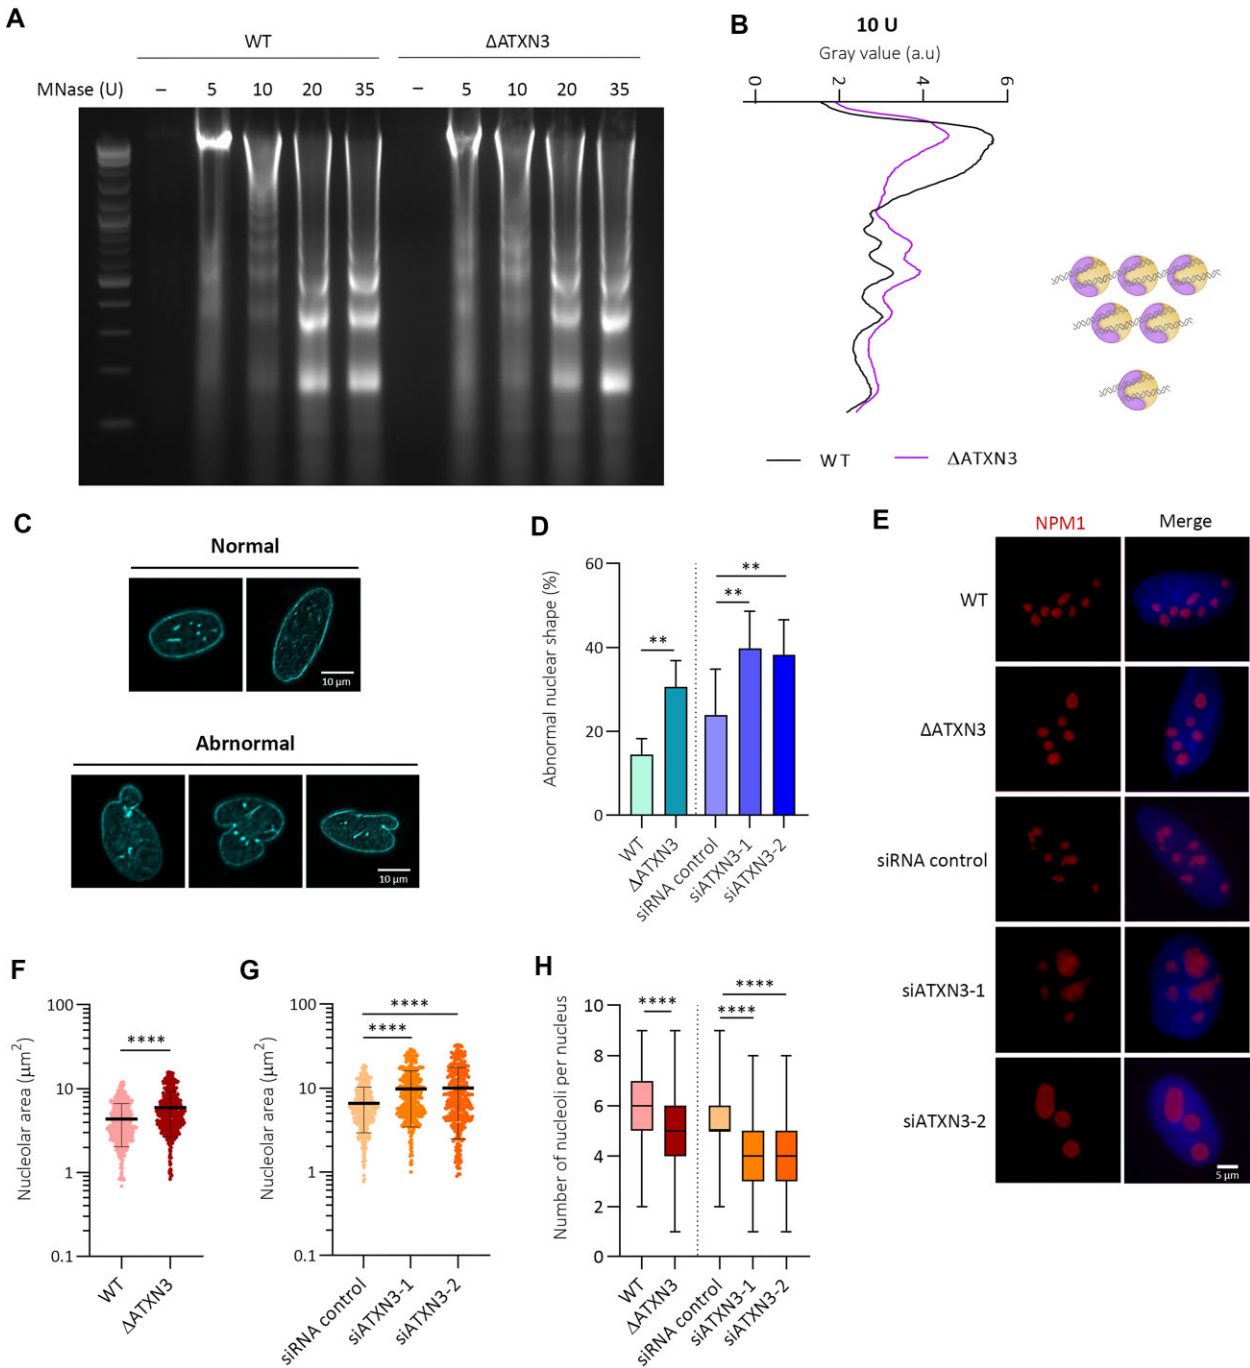 A
WT
ΔATXN3
MNase (U)
–
5
10
20
35
–
5
10
20
35
B
10 U
Gray value (a.u)
0
2
4
6
WT
ΔATXN3
C
Normal
10 µm
Abrnormal
10 µm
D
Abnormal nuclear shape (%)
60
40
20
0
**
**
**
WT
ΔATXN3
siRNA control
siATXN3-1
siATXN3-2
E
NPM1
Merge
WT
ΔATXN3
siRNA control
siATXN3-1
siATXN3-2
5 µm
F
Nucleolar area (µm²)
100
10
1
0.1
****
WT
ΔATXN3
G
Nucleolar area (µm²)
100
10
1
0.1
****
****
siRNA control
siATXN3-1
siATXN3-2
H
Number of nucleoli per nucleus
10
8
6
4
2
0
****
****
****
WT
ΔATXN3
siRNA control
siATXN3-1
siATXN3-2